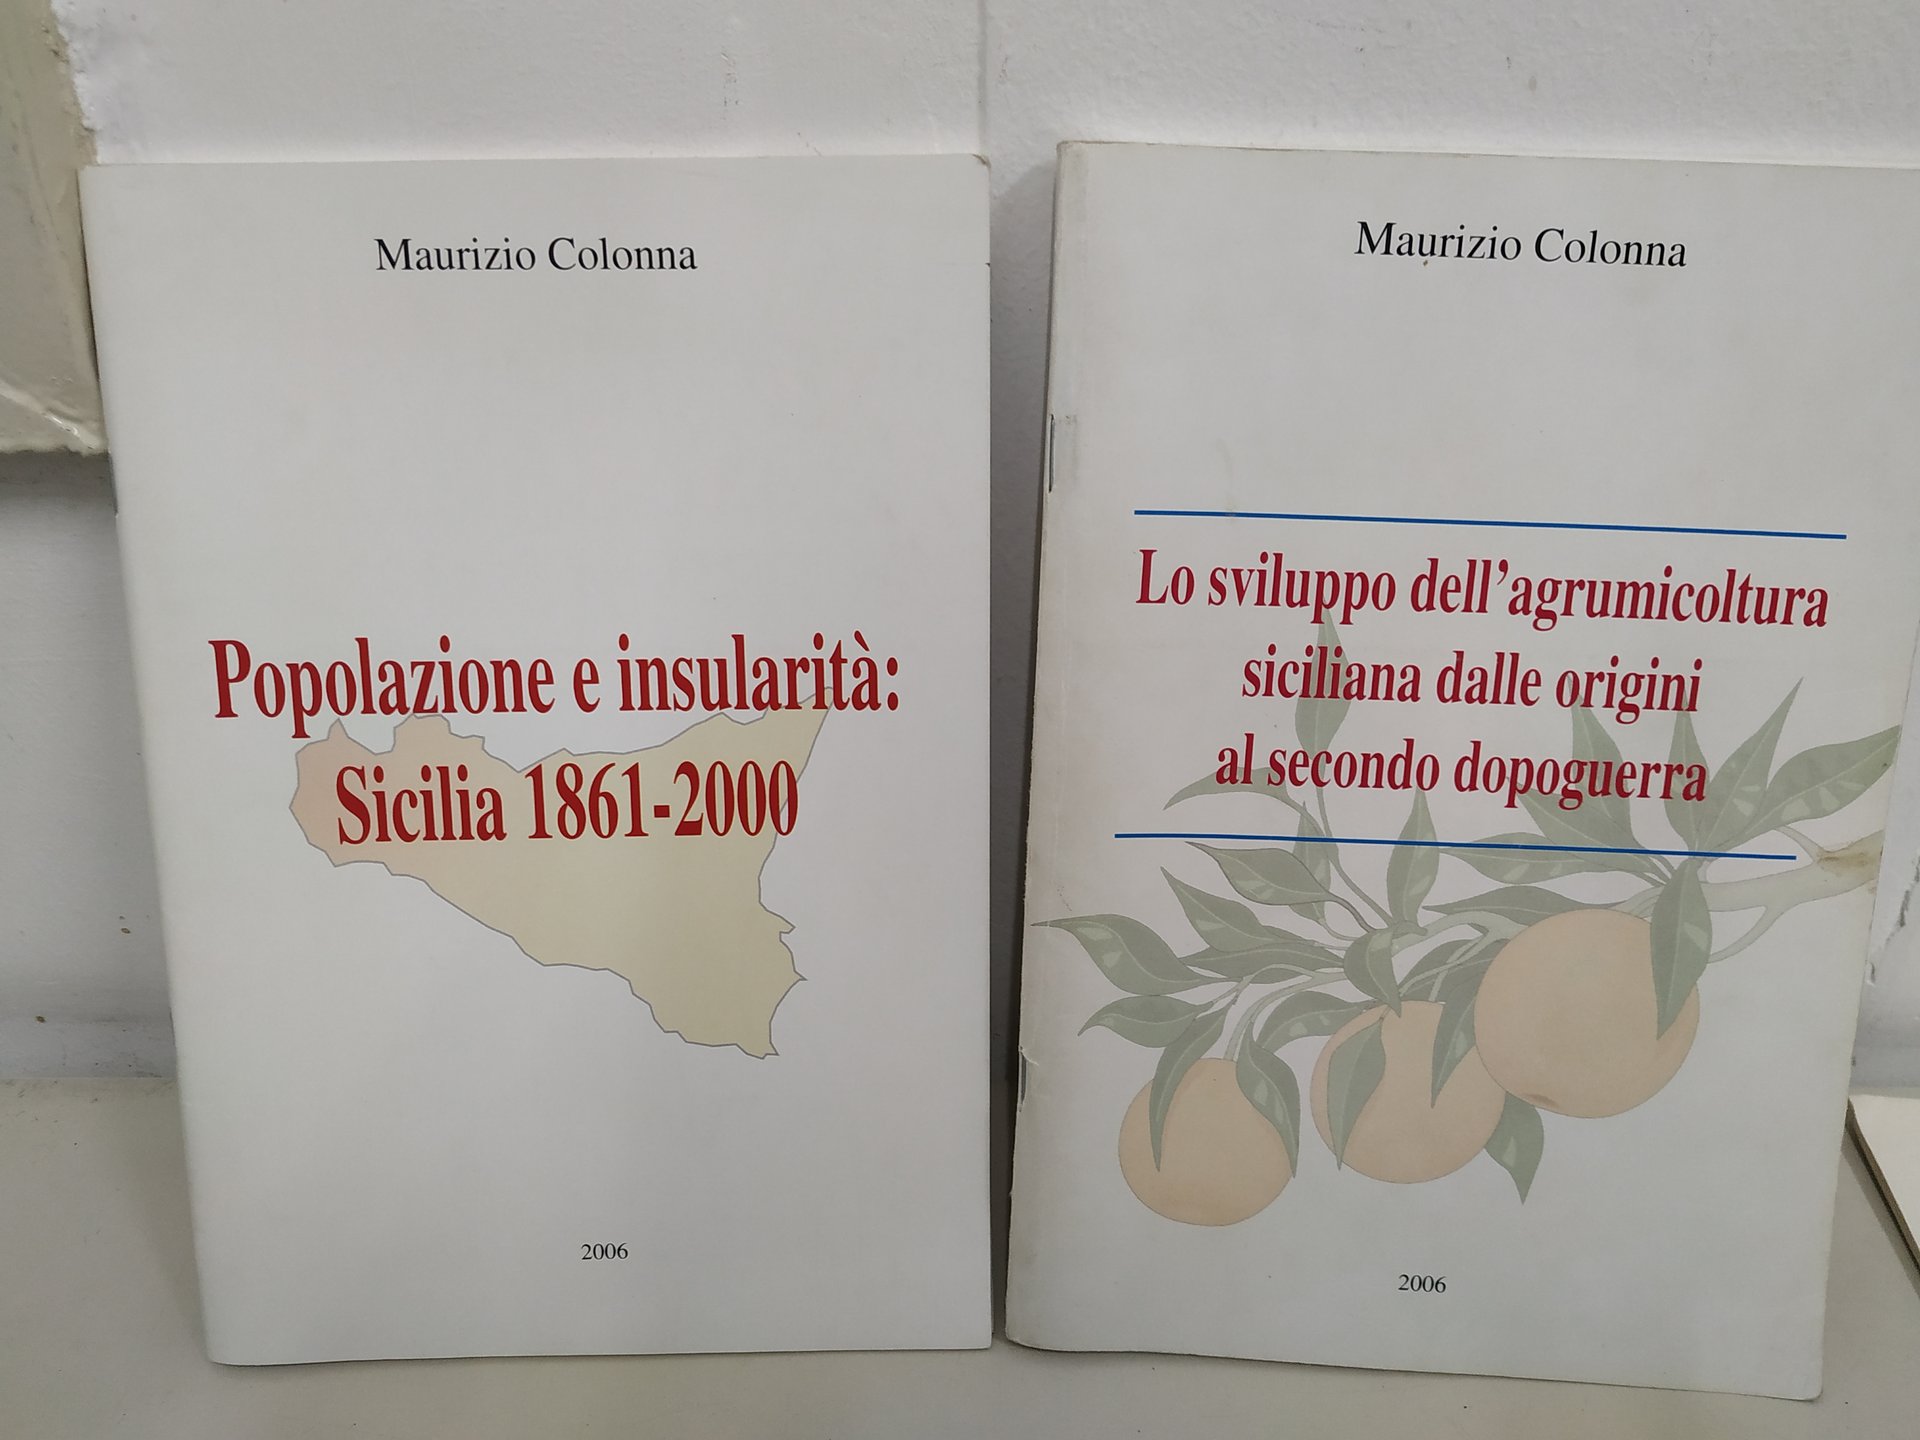 Maurizio Colonna
Popolazione e insularità:
Sicilia 1861-2000
2006
Maurizio Colonna
Lo sviluppo dell’agrumicoltura
siciliana dalle origini
al secondo dopoguerra
2006